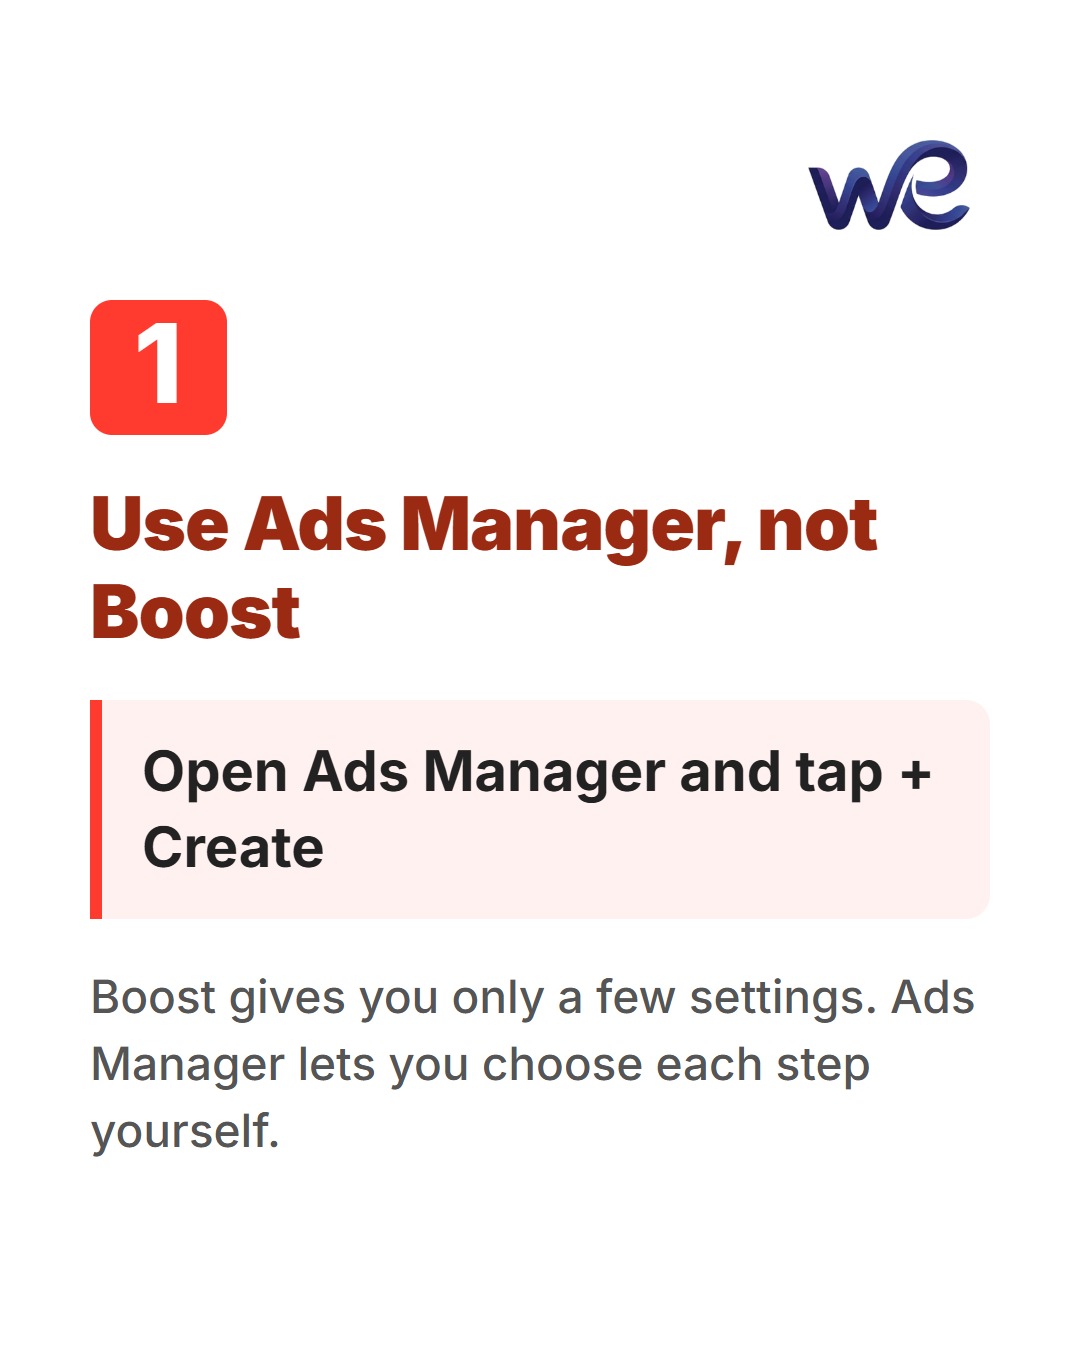 we
1
Use Ads Manager, not
Boost
Open Ads Manager and tap +
Create
Boost gives you only a few settings. Ads
Manager lets you choose each step
yourself.